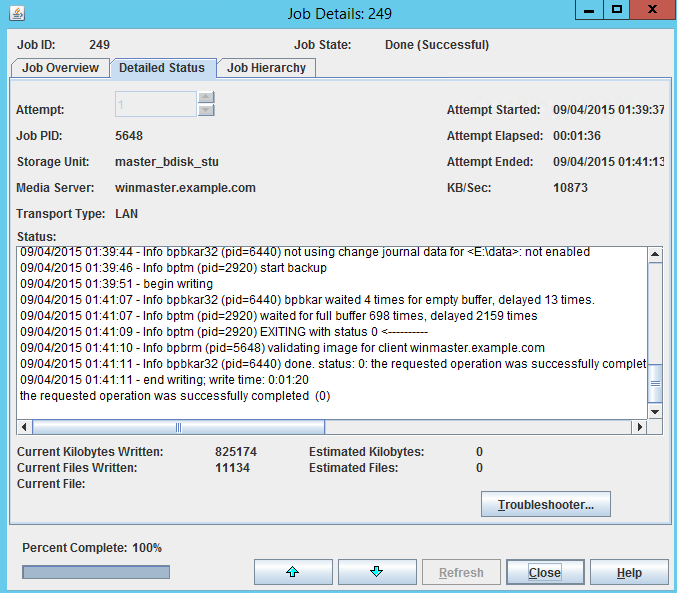 Job Details: 249
Job ID: 249 Job State: Done (Successful)
Job Overview Detailed Status Job Hierarchy
Attempt: 1 Attempt Started: 09/04/2015 01:39:37
Job PID: 5648 Attempt Elapsed: 00:01:36
Storage Unit: master_bdisk_stu Attempt Ended: 09/04/2015 01:41:13
Media Server: winmaster.example.com KB/Sec: 10873
Transport Type: LAN
Status:
09/04/2015 01:39:44 - Info bpbkar32 (pid=6440) not using change journal data for <E:\data>: not enabled
09/04/2015 01:39:46 - Info bptm (pid=2920) start backup
09/04/2015 01:39:51 - begin writing
09/04/2015 01:41:07 - Info bpbkar32 (pid=6440) bpbkar waited 4 times for empty buffer, delayed 13 times.
09/04/2015 01:41:07 - Info bptm (pid=2920) waited for full buffer 698 times, delayed 2159 times
09/04/2015 01:41:09 - Info bptm (pid=2920) EXITING with status 0 <----------
09/04/2015 01:41:10 - Info bpbrm (pid=5648) validating image for client winmaster.example.com
09/04/2015 01:41:11 - Info bpbkar32 (pid=6440) done. status: 0: the requested operation was successfully complet
09/04/2015 01:41:11 - end writing; write time: 0:01:20
the requested operation was successfully completed (0)
Current Kilobytes Written: 825174 Estimated Kilobytes: 0
Current Files Written: 11134 Estimated Files: 0
Current File:
Troubleshooter...
Percent Complete: 100%
Refresh Close Help